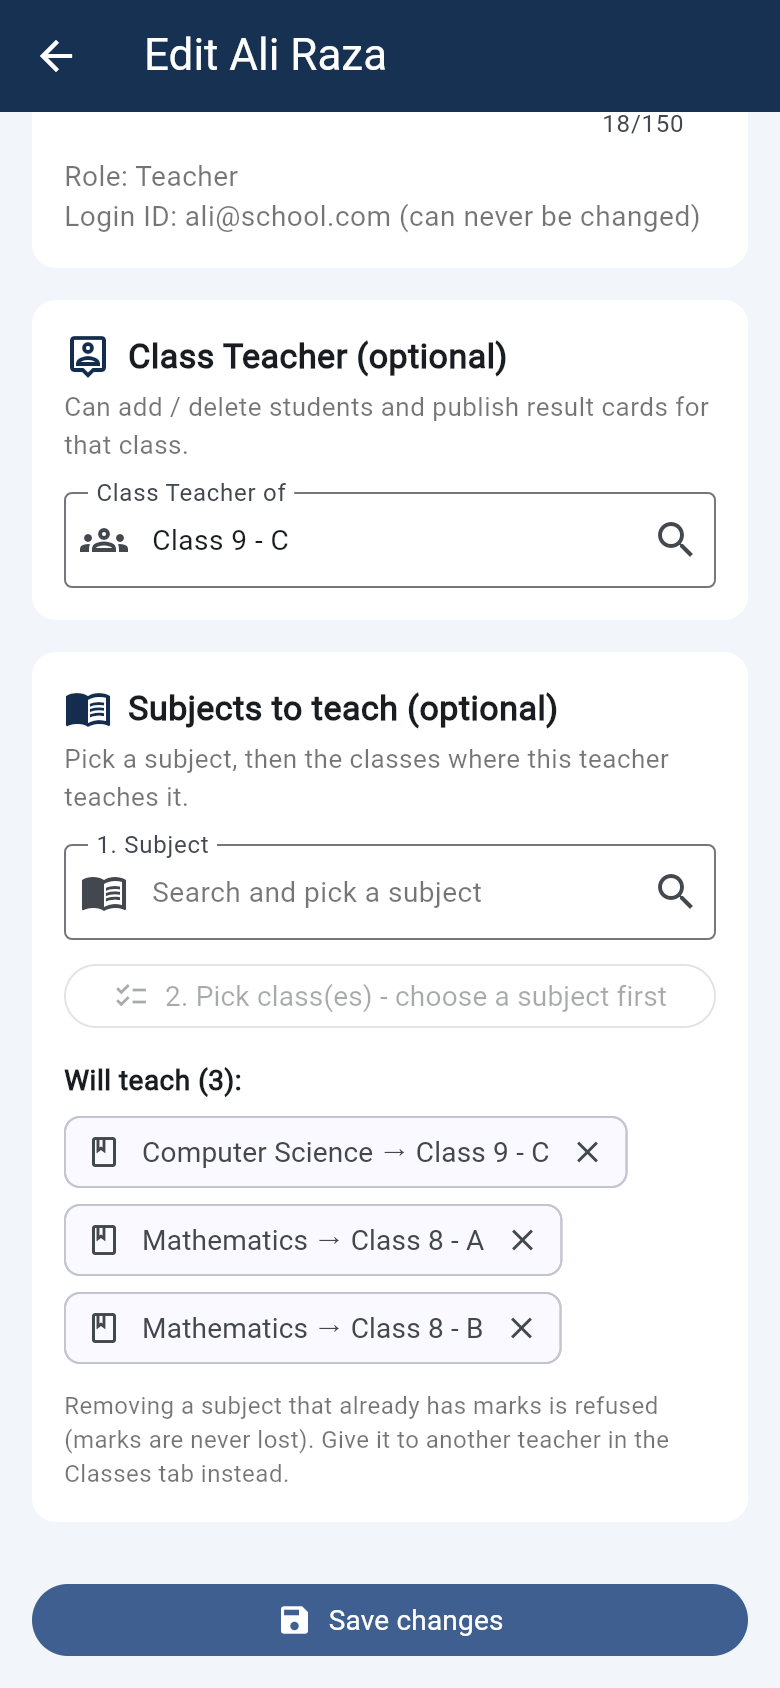 Edit Ali Raza
18/150
Role: Teacher
Login ID: ali@school.com (can never be changed)
Class Teacher (optional)
Can add / delete students and publish result cards for
that class.
Class Teacher of
Class 9 - C
Subjects to teach (optional)
Pick a subject, then the classes where this teacher
teaches it.
1. Subject
Search and pick a subject
2. Pick class(es) - choose a subject first
Will teach (3):
Computer Science → Class 9 - C
Mathematics → Class 8 - A
Mathematics → Class 8 - B
Removing a subject that already has marks is refused
(marks are never lost). Give it to another teacher in the
Classes tab instead.
Save changes